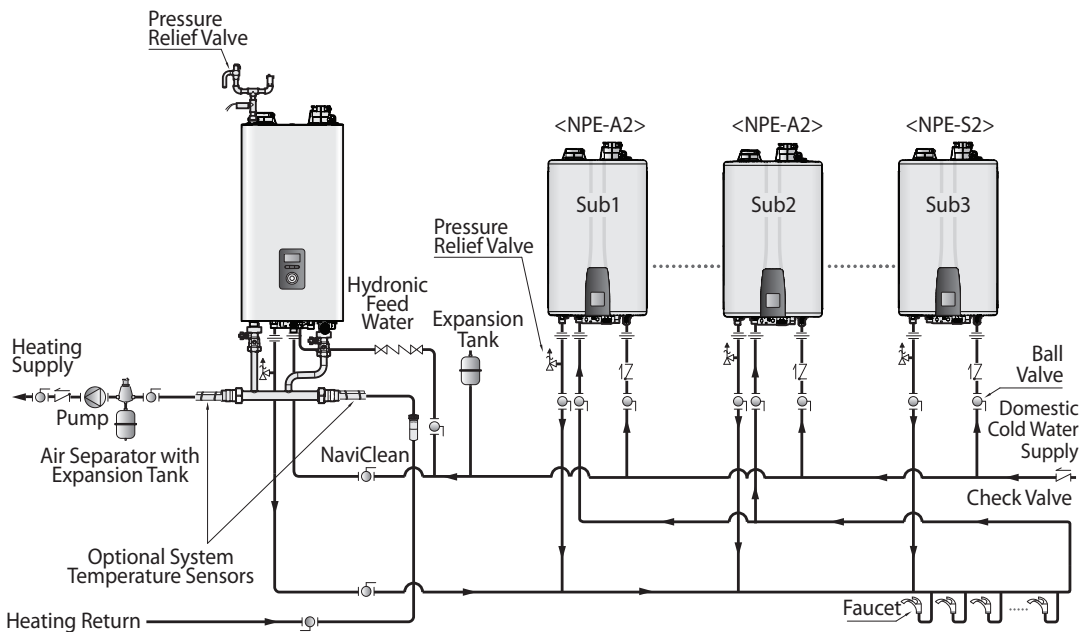 Pressure
Relief Valve
<NPE-A2>
<NPE-A2>
<NPE-S2>
Sub1
Sub2
Sub3
Pressure
Relief Valve
Hydronic
Feed
Water
Expansion
Tank
Heating
Supply
Pump
Air Separator with
Expansion Tank
NaviClean
Ball
Valve
Domestic
Cold Water
Supply
Check Valve
Optional System
Temperature Sensors
Heating Return
Faucet